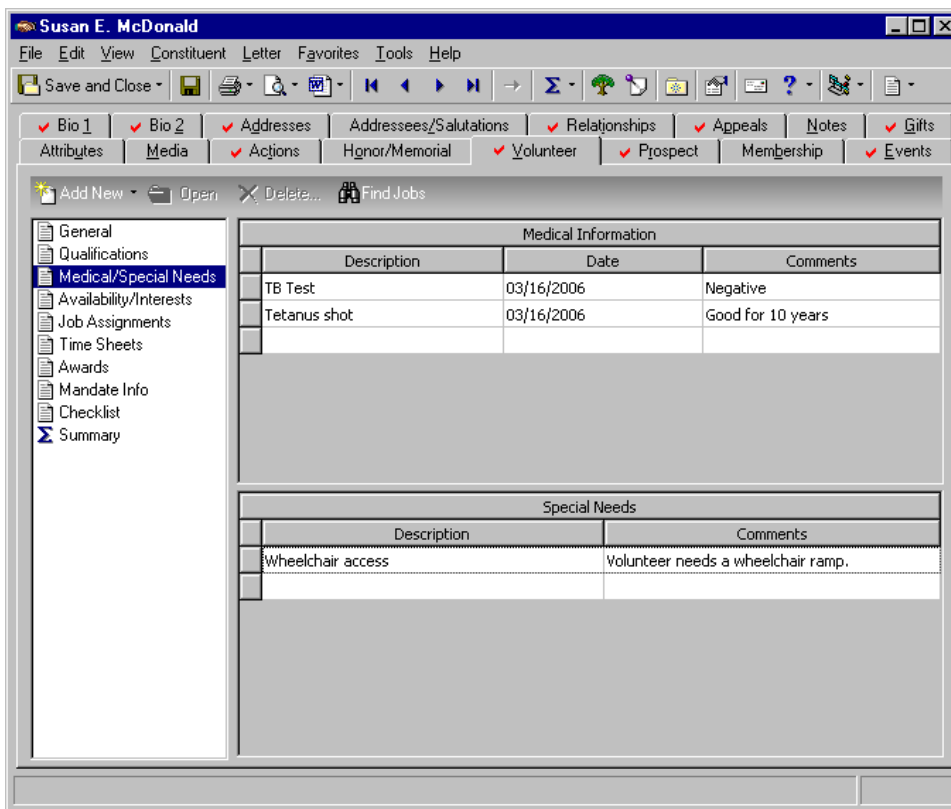 Susan E. McDonald
File Edit View Constituent Letter Favorites Tools Help
Save and Close
Bio 1 Bio 2 Addresses Addressees/Salutations Relationships Appeals Notes Gifts
Attributes Media Actions Honor/Memorial Volunteer Prospect Membership Events
Add New Open Delete... Find Jobs
General
Qualifications
Medical/Special Needs
Availability/Interests
Job Assignments
Time Sheets
Awards
Mandate Info
Checklist
Σ Summary
Medical Information
Description Date Comments
TB Test 03/16/2006 Negative
Tetanus shot 03/16/2006 Good for 10 years
Special Needs
Description Comments
Wheelchair access Volunteer needs a wheelchair ramp.